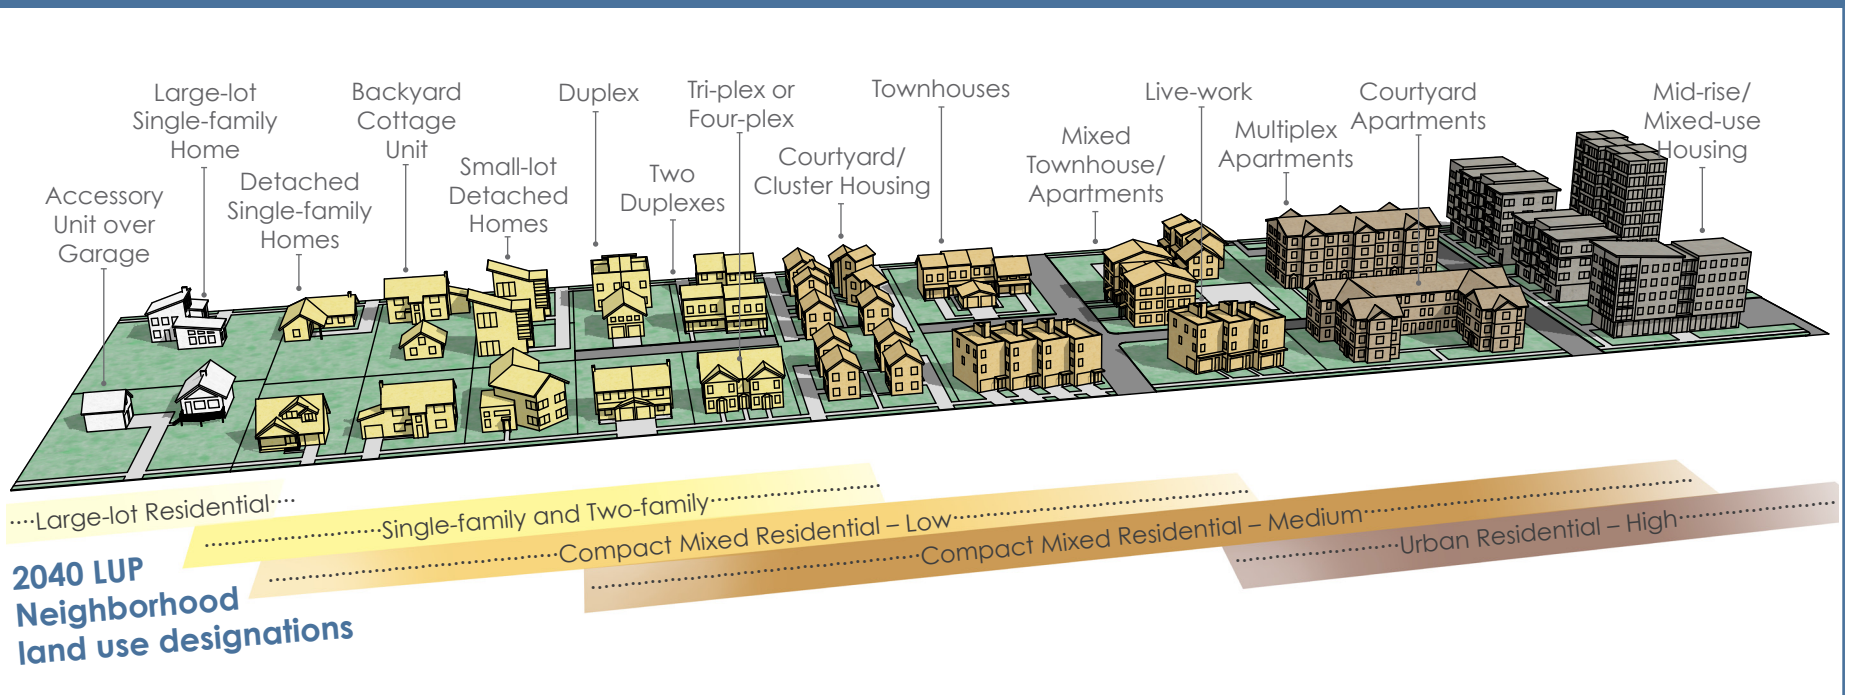 Accessory
Unit over
Garage
Large-lot
Single-family
Home
Detached
Single-family
Homes
Backyard
Cottage
Unit
Small-lot
Detached
Homes
Duplex
Two
Duplexes
Tri-plex or
Four-plex
Courtyard/
Cluster Housing
Townhouses
Mixed
Townhouse/
Apartments
Live-work
Multiplex
Apartments
Courtyard
Apartments
Mid-rise/
Mixed-use
Housing
Large-lot Residential
Single-family and Two-family
Compact Mixed Residential – Low
Compact Mixed Residential – Medium
Urban Residential – High
2040 LUP
Neighborhood
land use designations